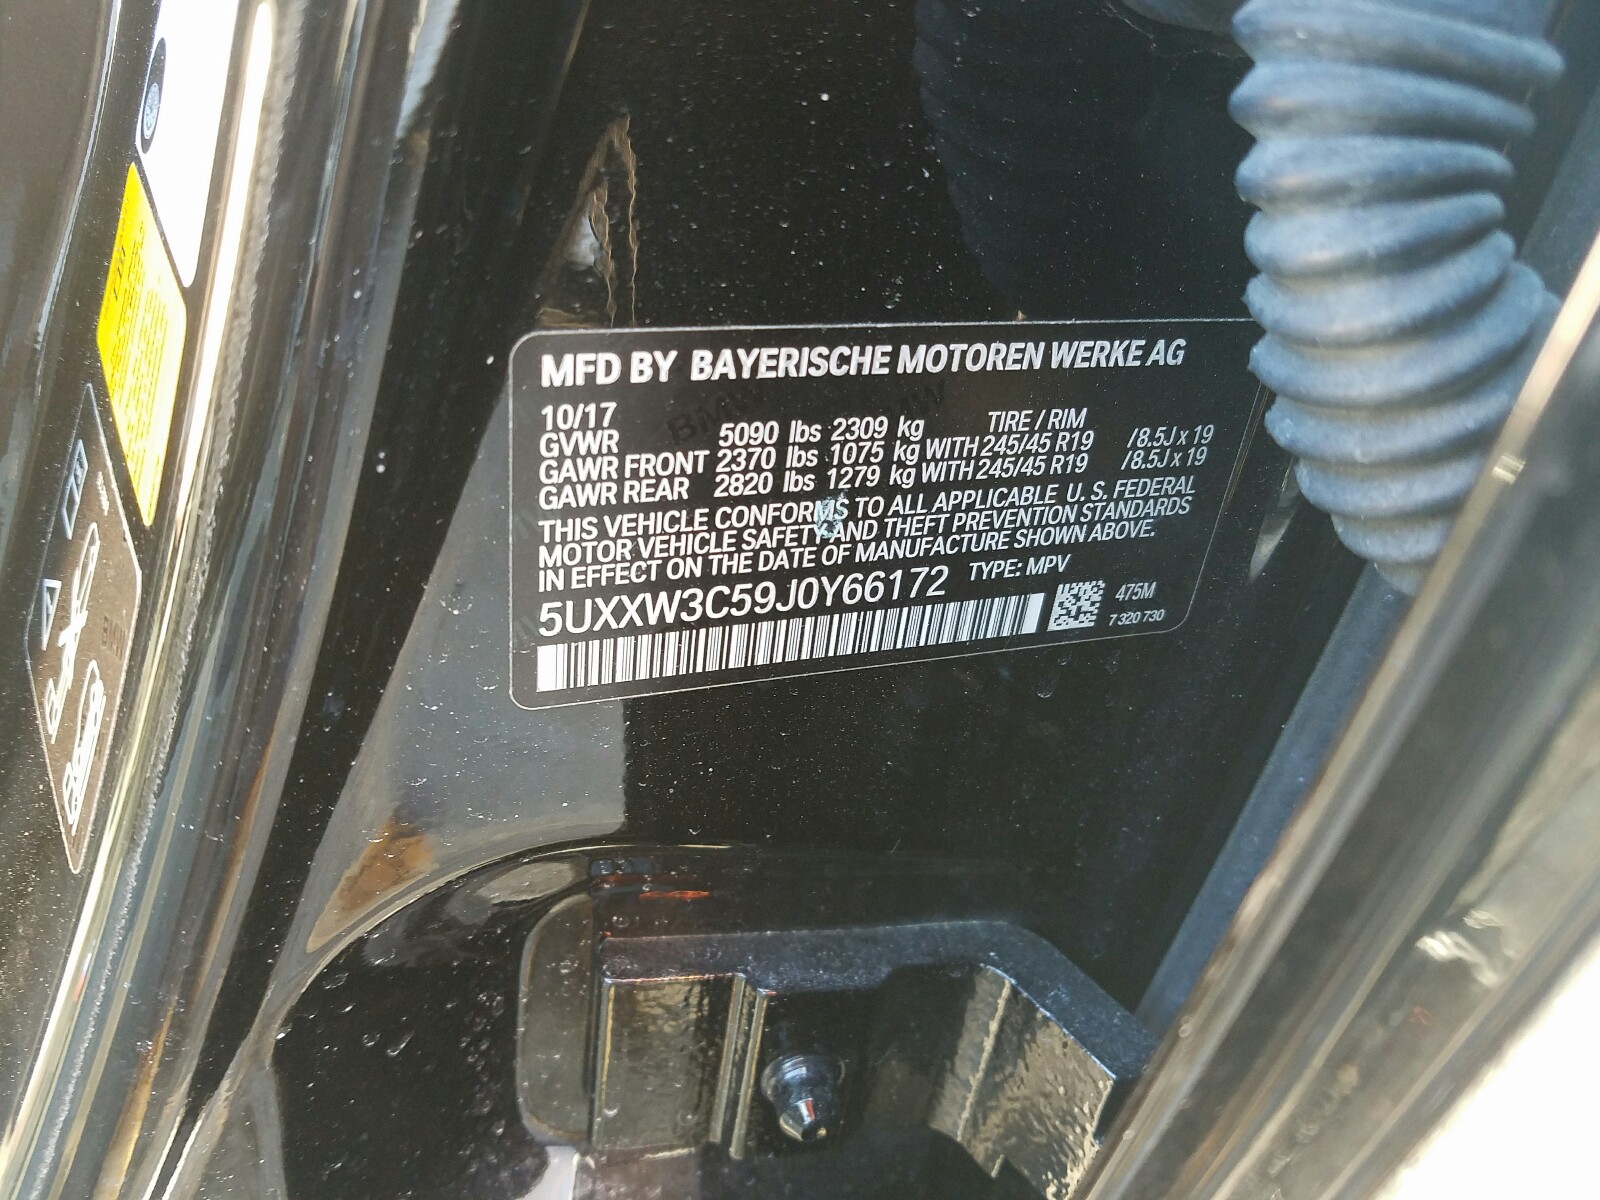 MFD BY BAYERISCHE MOTOREN WERKE AG
10/17 TIRE / RIM
GVWR 5090 lbs 2309 kg
GAWR FRONT 2370 lbs 1075 kg WITH 245/45 R19 /8.5J x 19
GAWR REAR 2820 lbs 1279 kg WITH 245/45 R19 /8.5J x 19
THIS VEHICLE CONFORMS TO ALL APPLICABLE U. S. FEDERAL
MOTOR VEHICLE SAFETY AND THEFT PREVENTION STANDARDS
IN EFFECT ON THE DATE OF MANUFACTURE SHOWN ABOVE.
5UXXW3C59J0Y66172 TYPE: MPV
475M
7 320 730